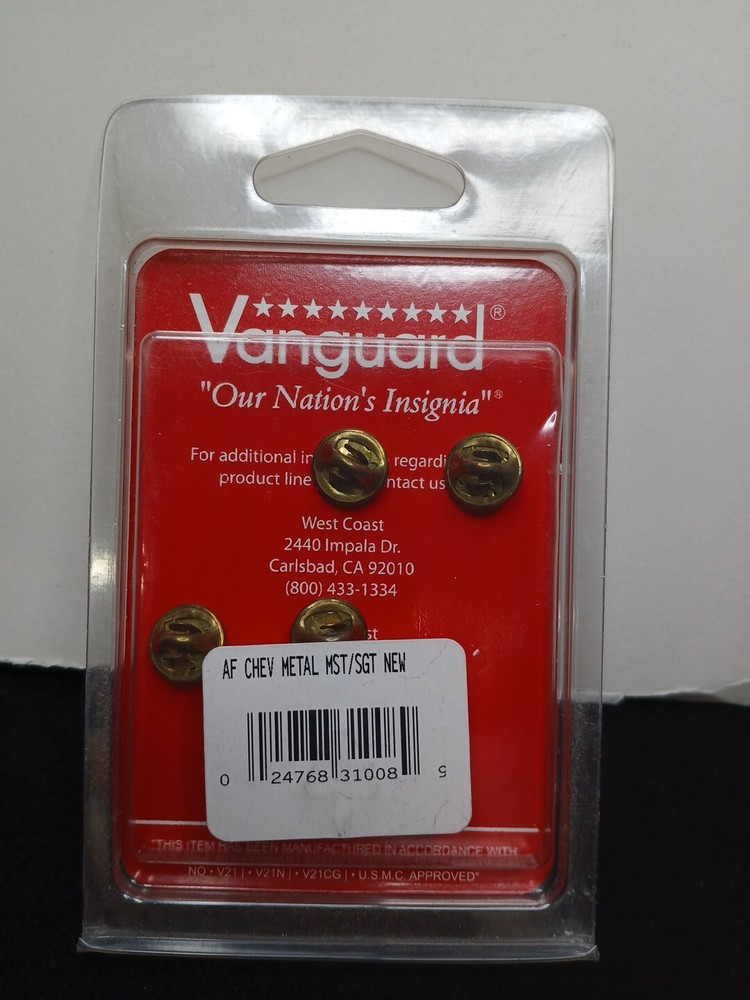 Vanguard®
"Our Nation's Insignia"®
For additional in regardi
product line ntact us
West Coast
2440 Impala Dr.
Carlsbad, CA 92010
(800) 433-1334
st
AF CHEV METAL MST/SGT NEW
0 24768 31008 9
"THIS ITEM HAS BEEN MANUFACTURED IN ACCORDANCE WITH
NO • V21 | • V21N | • V21CG | • U.S.M.C. APPROVED"